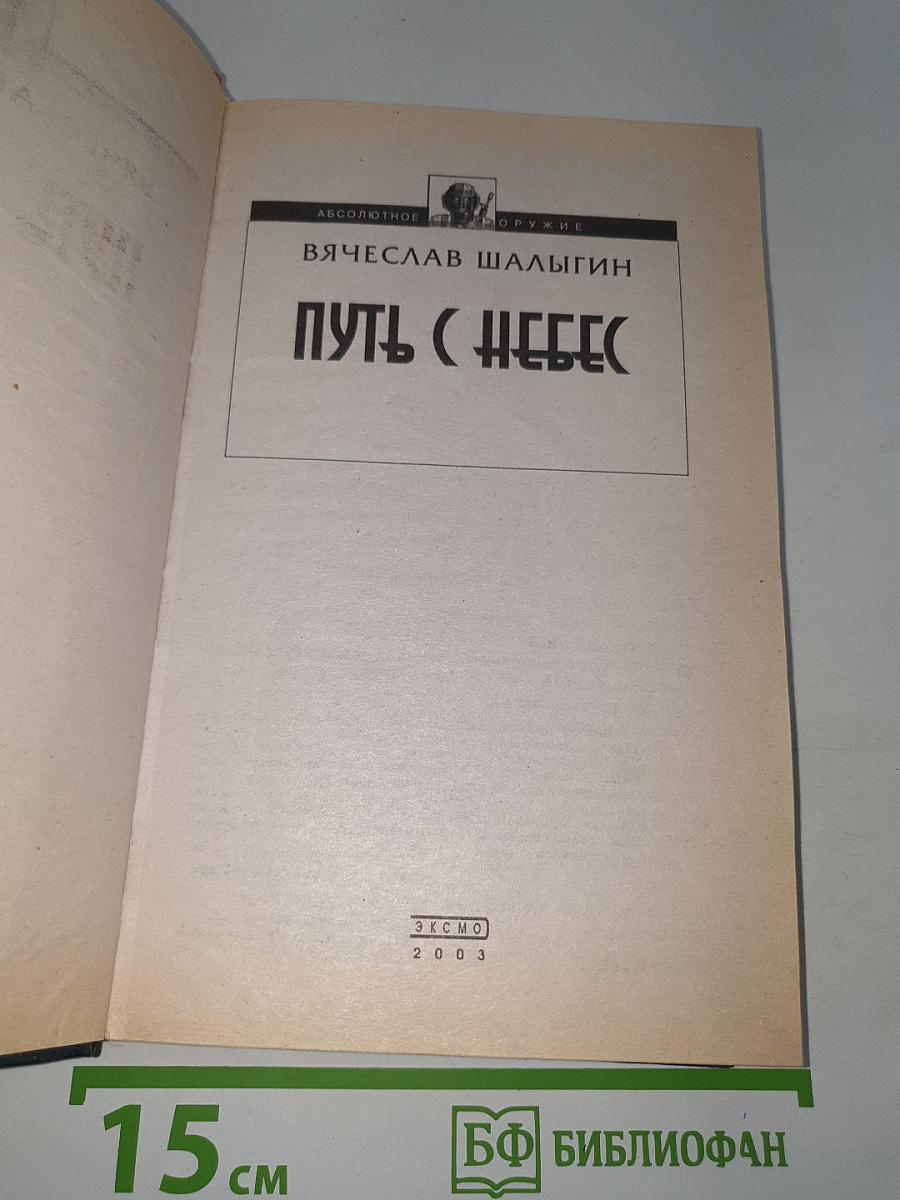 АБСОЛЮТНОЕ ОРУЖИЕ
ВЯЧЕСЛАВ ШАЛЫГИН
ПУТЬ С НЕБЕС
ЭКСМО
2003
15 см
БФ БИБЛИОФАН